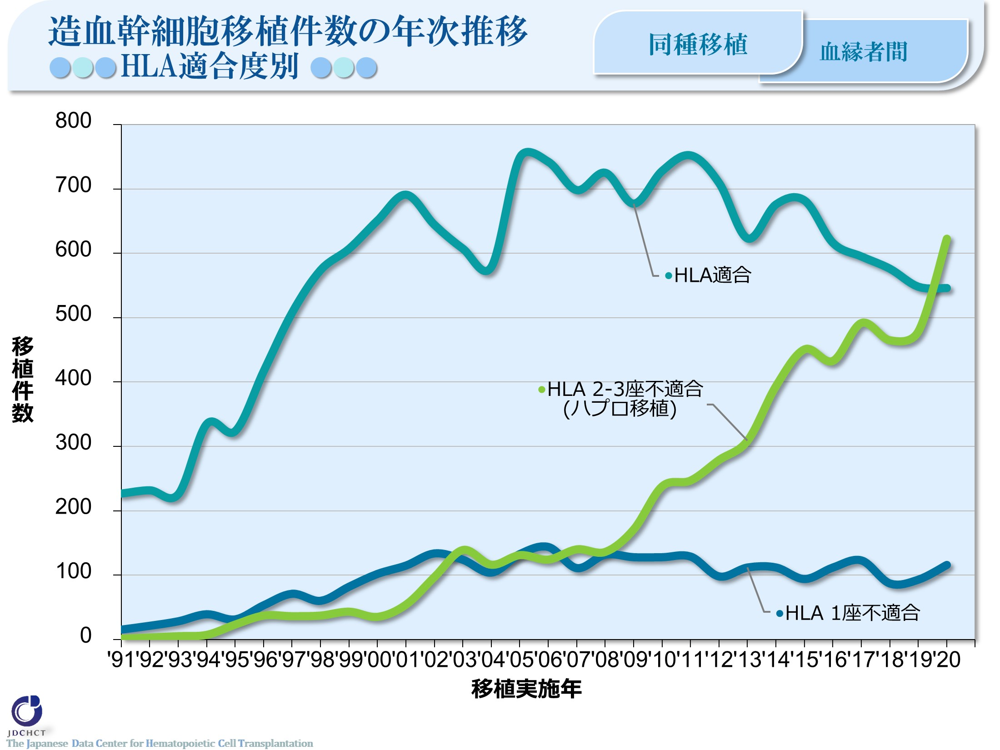 造血幹細胞移植件数の年次推移
HLA適合度別
同種移植
血縁者間
800
700
600
500
400
300
200
100
0
移植件数
•HLA適合
•HLA 2-3座不適合
(ハプロ移植)
•HLA 1座不適合
'91 '92 '93 '94 '95 '96 '97 '98 '99 '00 '01 '02 '03 '04 '05 '06 '07 '08 '09 '10 '11 '12 '13 '14 '15 '16 '17 '18 '19 '20
移植実施年
JDCHCT
The Japanese Data Center for Hematopoietic Cell Transplantation